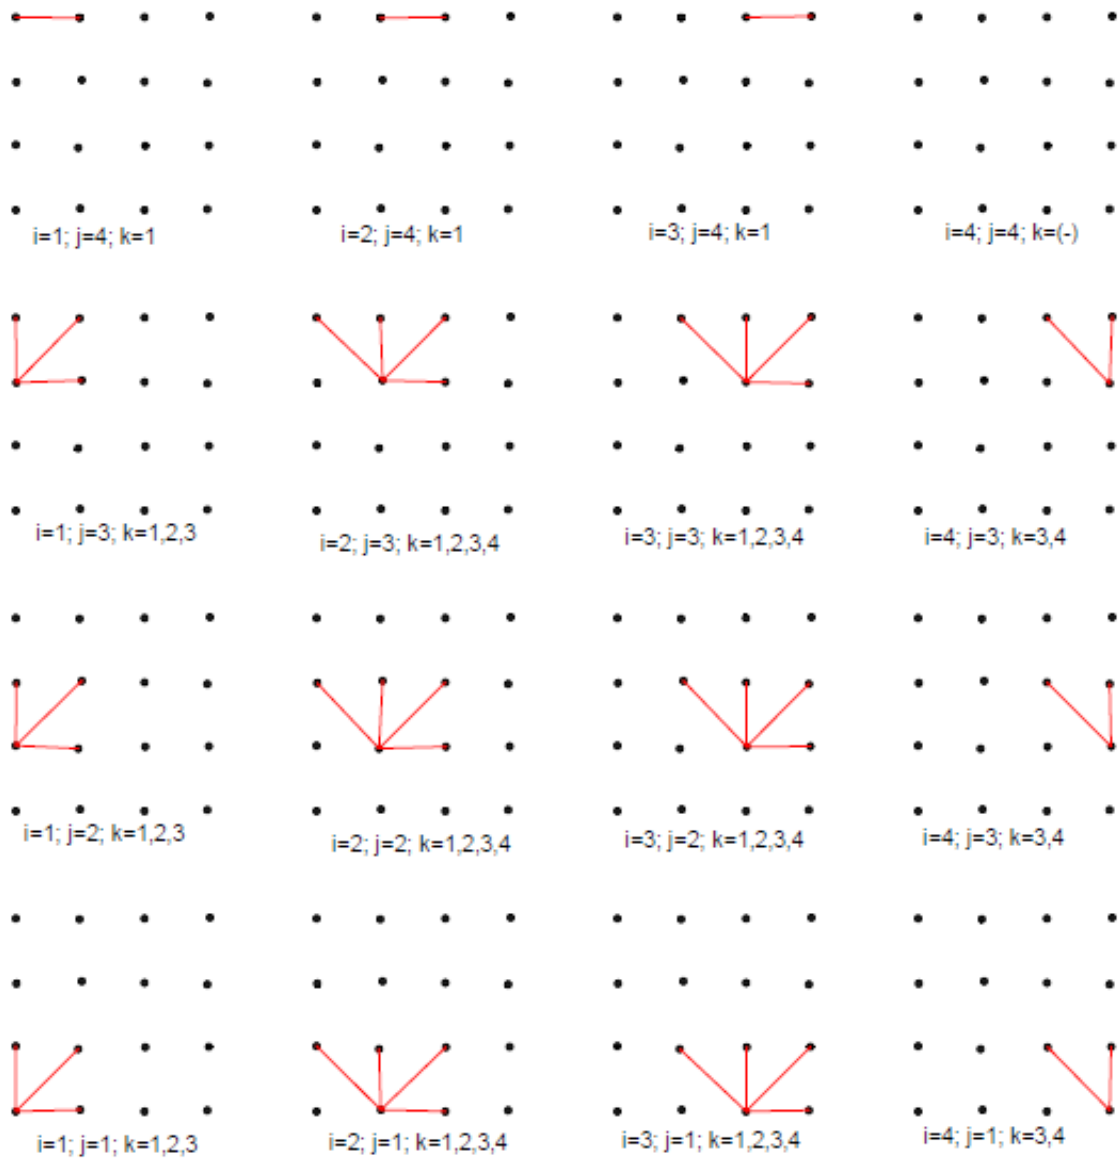 i=1; j=4; k=1
i=2; j=4; k=1
i=3; j=4; k=1
i=4; j=4; k=(-)
i=1; j=3; k=1,2,3
i=2; j=3; k=1,2,3,4
i=3; j=3; k=1,2,3,4
i=4; j=3; k=3,4
i=1; j=2; k=1,2,3
i=2; j=2; k=1,2,3,4
i=3; j=2; k=1,2,3,4
i=4; j=3; k=3,4
i=1; j=1; k=1,2,3
i=2; j=1; k=1,2,3,4
i=3; j=1; k=1,2,3,4
i=4; j=1; k=3,4